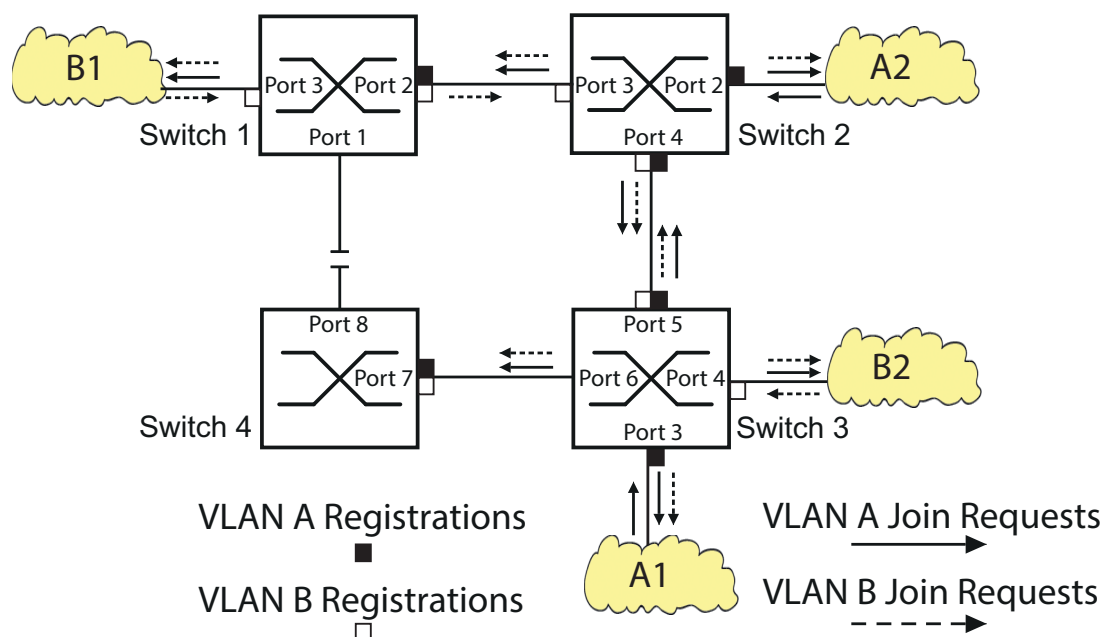 B1
Port 3
Port 2
Port 1
Switch 1
Port 3
Port 2
Port 4
Switch 2
A2
Port 8
Port 7
Switch 4
Port 5
Port 6
Port 4
Port 3
Switch 3
B2
A1
VLAN A Registrations
VLAN B Registrations
VLAN A Join Requests
VLAN B Join Requests